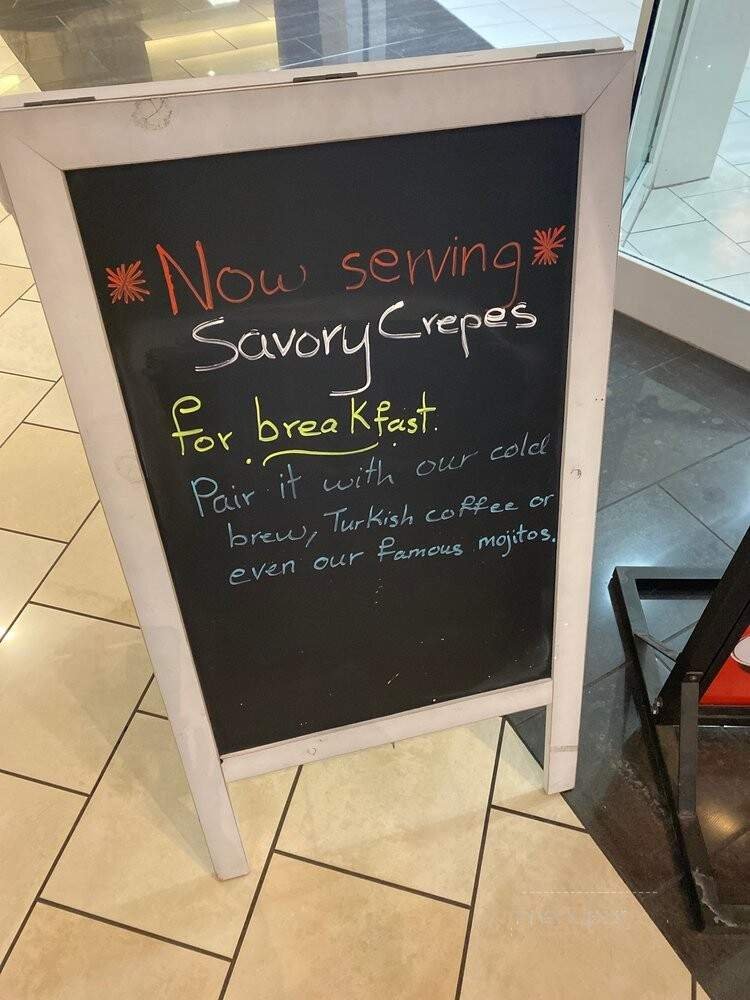 *Now serving*
Savory Crepes
for breakfast.
Pair it with our cold
brew, Turkish coffee or
even our famous mojitos.